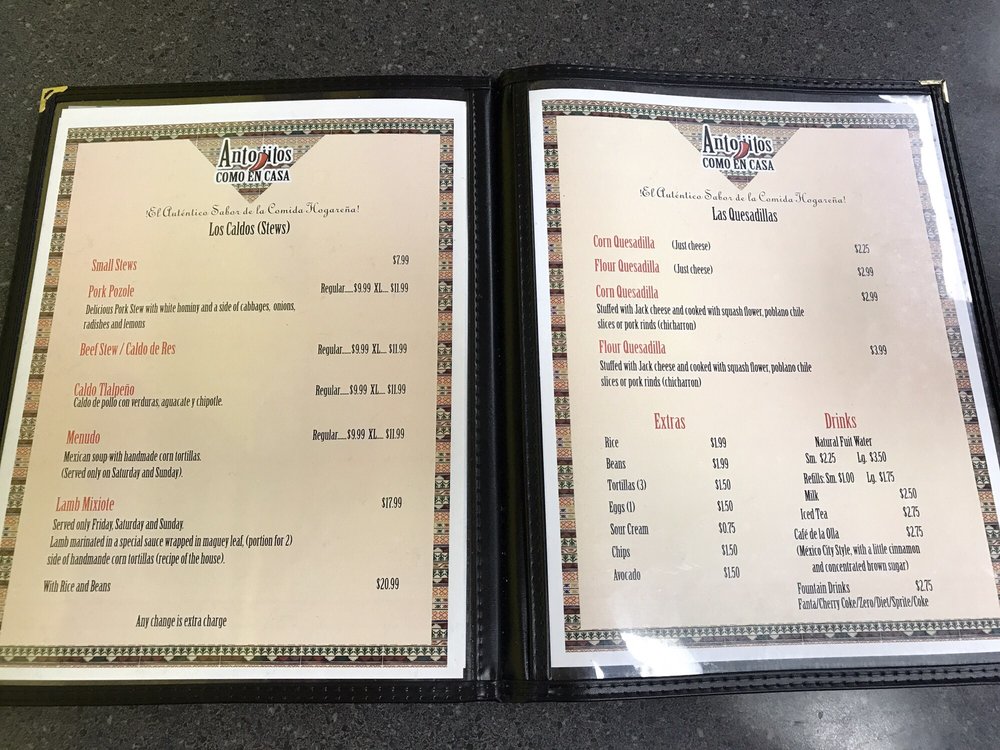 Antojitos
COMO EN CASA
¡El Auténtico Sabor de la Comida Hogareña!
Los Caldos (Stews)
Small Stews $7.99
Pork Pozole Regular.....$9.99 XL... $11.99
Delicious Pork Stew with white hominy and a side of cabbages, onions,
radishes and lemons
Beef Stew / Caldo de Res Regular.....$9.99 XL... $11.99
Caldo Tlalpeño Regular.....$9.99 XL... $11.99
Caldo de pollo con verduras, aguacate y chipotle.
Menudo Regular.....$9.99 XL... $11.99
Mexican soup with handmade corn tortillas.
(Served only on Saturday and Sunday).
Lamb Mixiote $17.99
Served only Friday, Saturday and Sunday.
Lamb marinated in a special sauce wrapped in maguey leaf, (portion for 2)
side of handmande corn tortillas (recipe of the house).
With Rice and Beans $20.99
Any change is extra charge
Antojitos
COMO EN CASA
¡El Auténtico Sabor de la Comida Hogareña!
Las Quesadillas
Corn Quesadilla (Just cheese) $2.25
Flour Quesadilla (Just cheese) $2.99
Corn Quesadilla $2.99
Stuffed with Jack cheese and cooked with squash flower, poblano chile
slices or pork rinds (chicharron)
Flour Quesadilla $3.99
Stuffed with Jack cheese and cooked with squash flower, poblano chile
slices or pork rinds (chicharron)
Extras
Rice $1.99
Beans $1.99
Tortillas (3) $1.50
Eggs (1) $1.50
Sour Cream $0.75
Chips $1.50
Avocado $1.50
Drinks
Natural Fuit Water
Sm. $2.25 Lg. $3.50
Refills: Sm. $1.00 Lg. $1.75
Milk $2.50
Iced Tea $2.75
Café de la Olla $2.75
(Mexico City Style, with a little cinnamon
and concentrated brown sugar)
Fountain Drinks $2.75
Fanta/Cherry Coke/Zero/Diet/Sprite/Coke